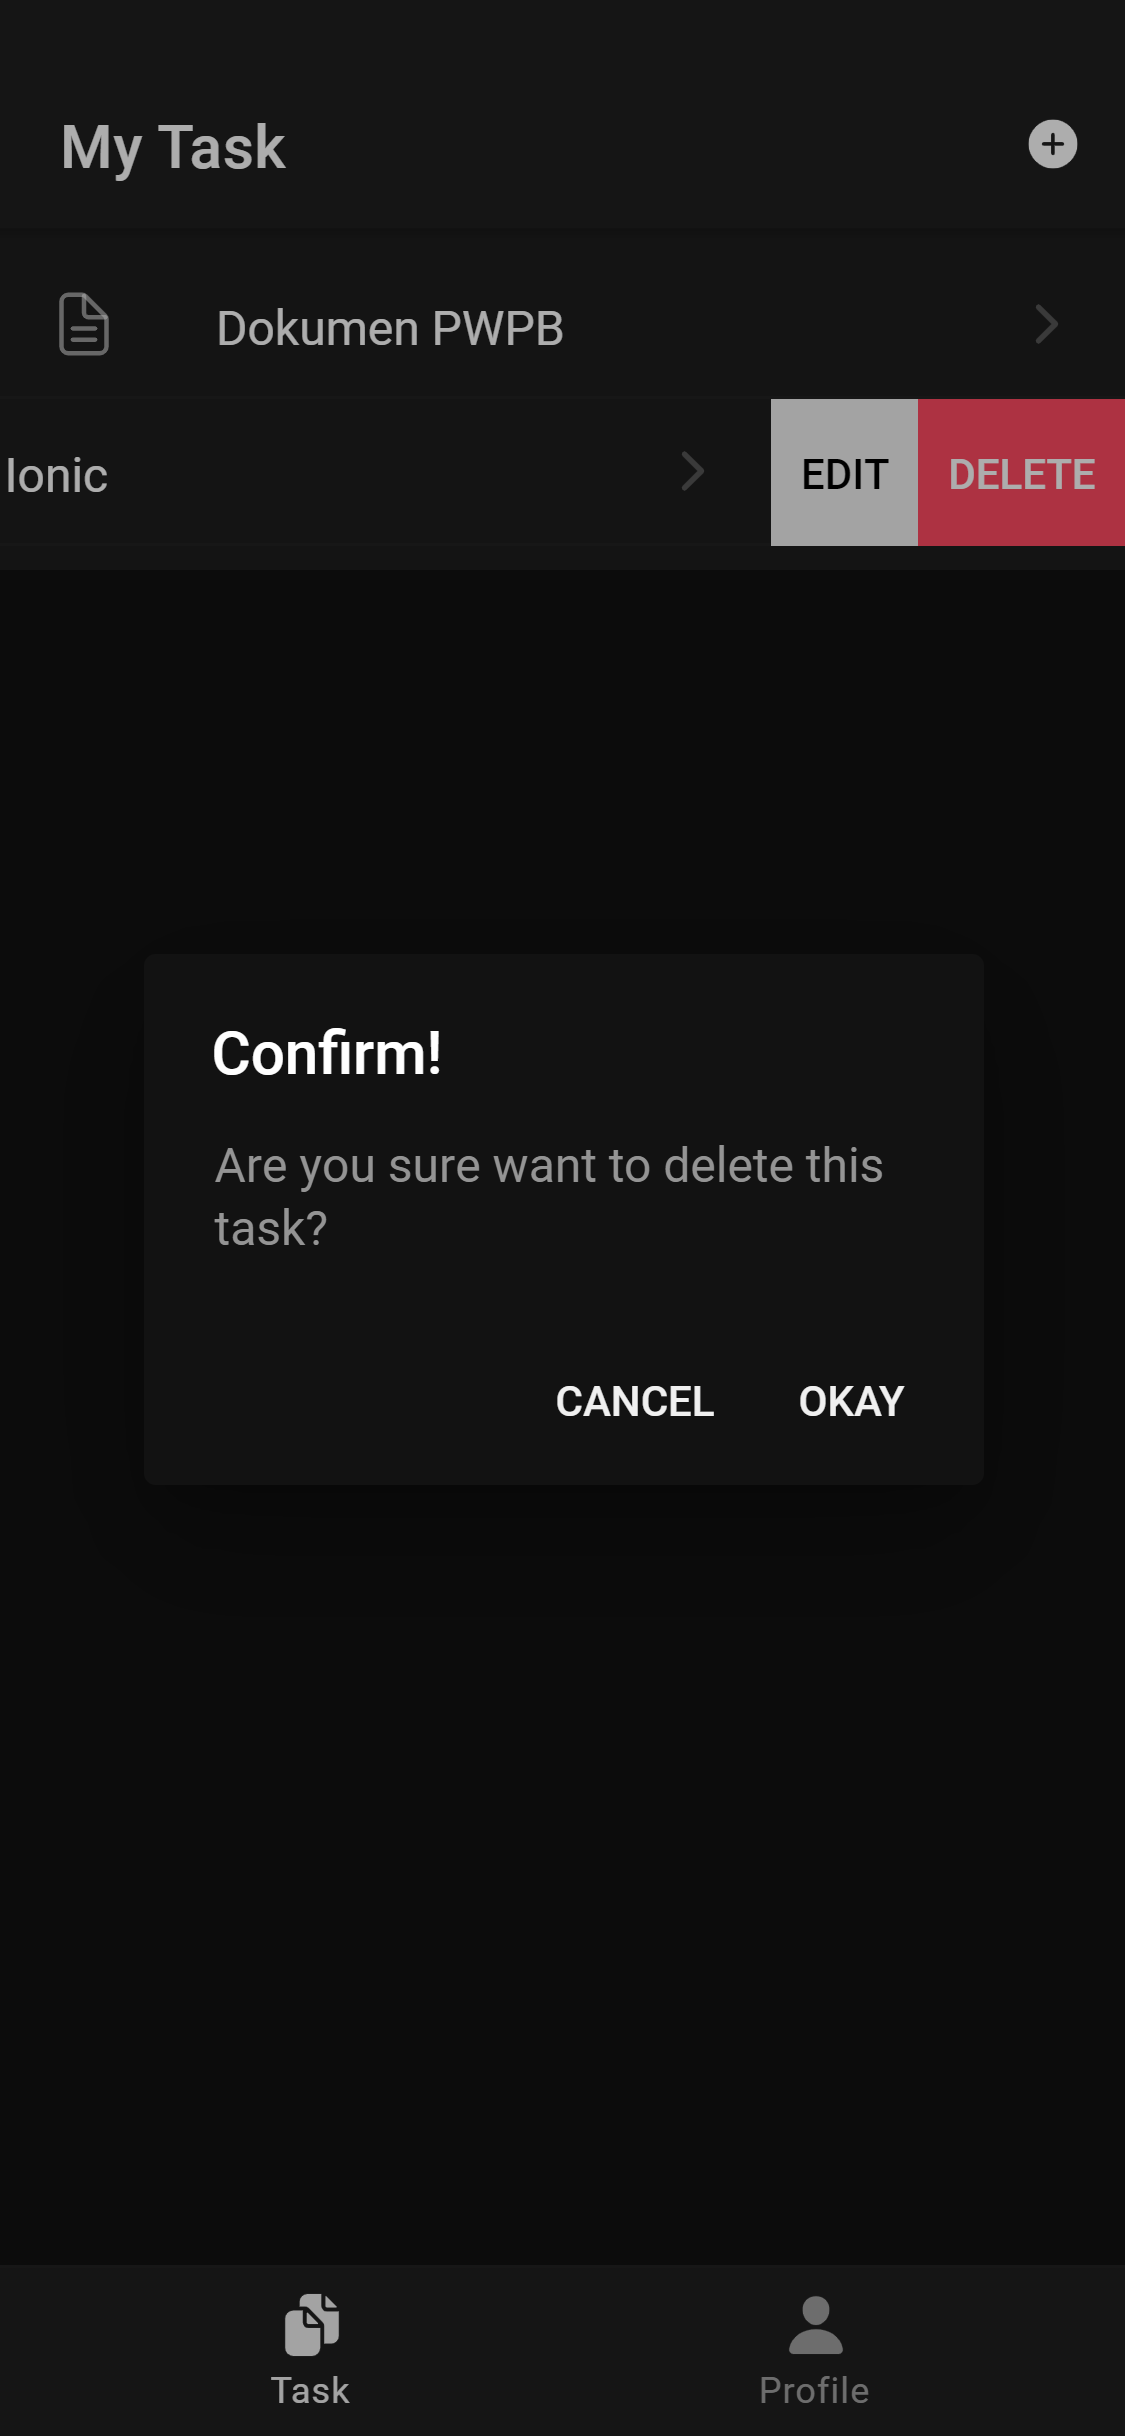 My Task
Dokumen PWPB
Ionic
EDIT
DELETE
Confirm!
Are you sure want to delete this
task?
CANCEL
OKAY
Task
Profile